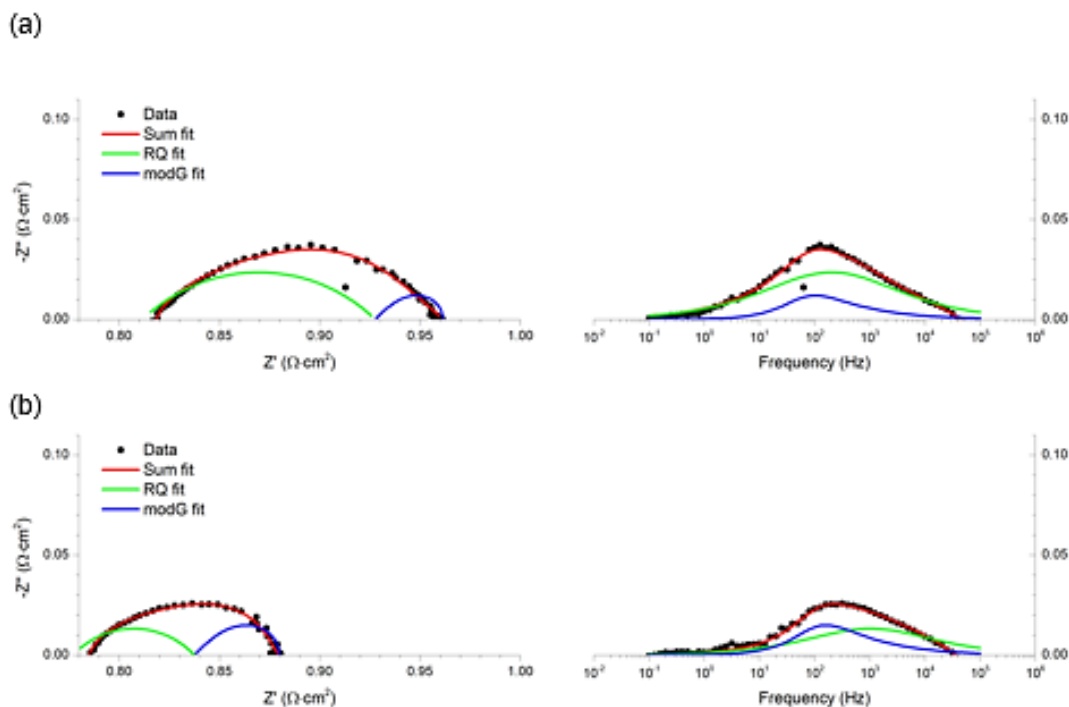 (a)
0.10
0.05
0.00
-Z'' (Ω·cm²)
Data
Sum fit
RQ fit
modG fit
0.80 0.85 0.90 0.95 1.00
Z' (Ω·cm²)
0.10
0.05
0.00
10⁻² 10⁻¹ 10⁰ 10¹ 10² 10³ 10⁴ 10⁵ 10⁶
Frequency (Hz)
(b)
0.10
0.05
0.00
-Z'' (Ω·cm²)
Data
Sum fit
RQ fit
modG fit
0.80 0.85 0.90 0.95 1.00
Z' (Ω·cm²)
0.10
0.05
0.00
10⁻² 10⁻¹ 10⁰ 10¹ 10² 10³ 10⁴ 10⁵ 10⁶
Frequency (Hz)